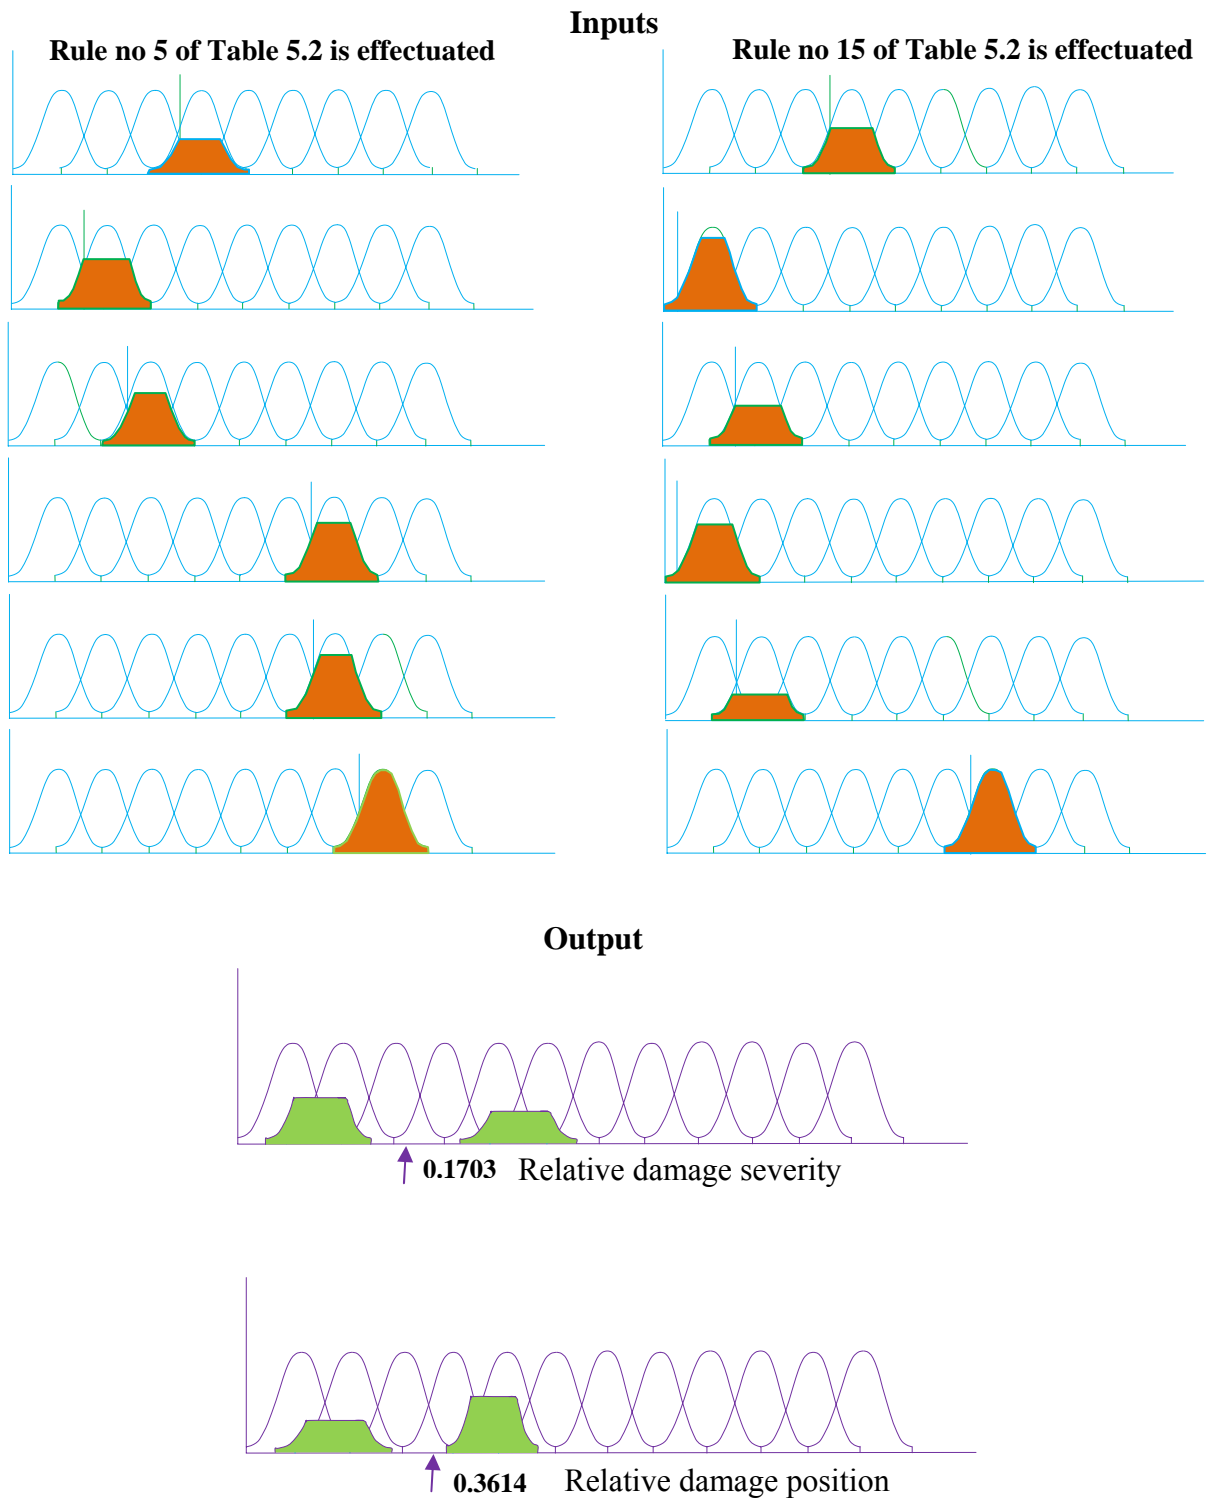 Inputs
Rule no 5 of Table 5.2 is effectuated
Rule no 15 of Table 5.2 is effectuated
Output
0.1703 Relative damage severity
0.3614 Relative damage position